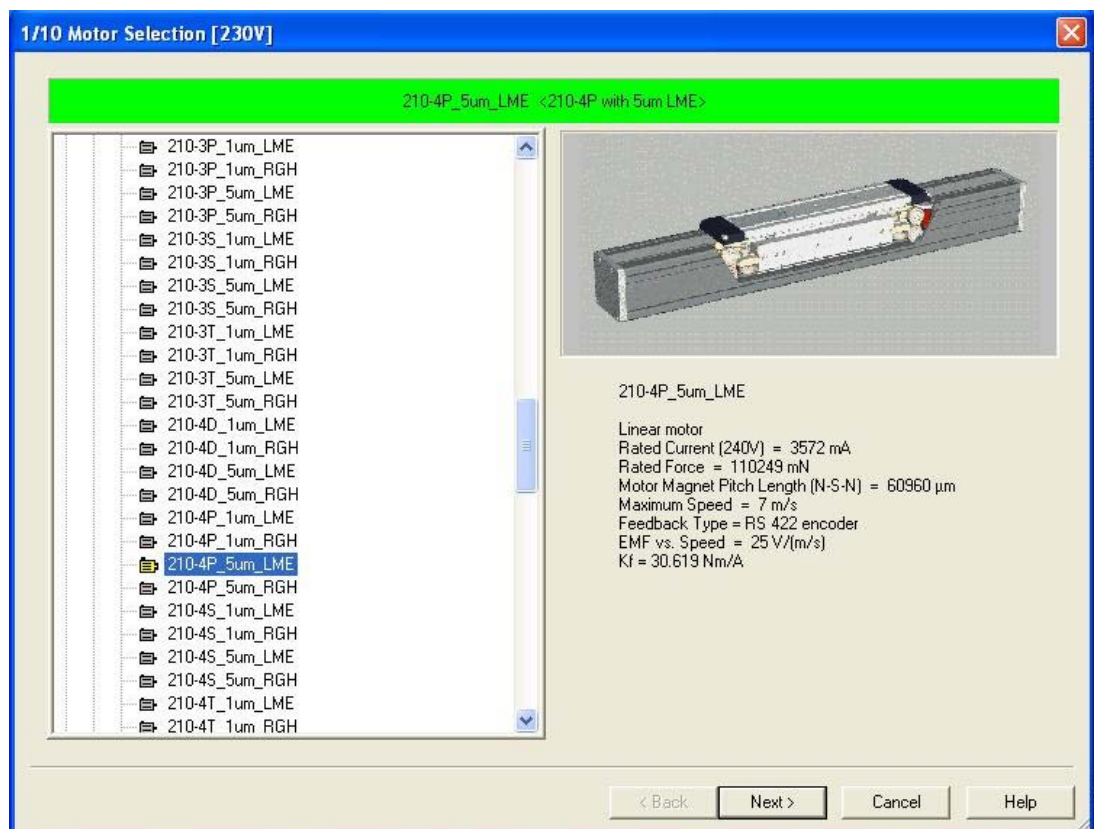 1/10 Motor Selection [230V]
210-4P_5um_LME <210-4P with 5um LME>
210-3P_1um_LME
210-3P_1um_RGH
210-3P_5um_LME
210-3P_5um_RGH
210-3S_1um_LME
210-3S_1um_RGH
210-3S_5um_LME
210-3S_5um_RGH
210-3T_1um_LME
210-3T_1um_RGH
210-3T_5um_LME
210-3T_5um_RGH
210-4D_1um_LME
210-4D_1um_RGH
210-4D_5um_LME
210-4D_5um_RGH
210-4P_1um_LME
210-4P_1um_RGH
210-4P_5um_LME
210-4P_5um_RGH
210-4S_1um_LME
210-4S_1um_RGH
210-4S_5um_LME
210-4S_5um_RGH
210-4T_1um_LME
210-4T_1um_RGH
210-4P_5um_LME
Linear motor
Rated Current (240V) = 3572 mA
Rated Force = 110249 mN
Motor Magnet Pitch Length (N-S-N) = 60960 µm
Maximum Speed = 7 m/s
Feedback Type = RS 422 encoder
EMF vs. Speed = 25 V/(m/s)
Kf = 30.619 Nm/A
< Back
Next >
Cancel
Help